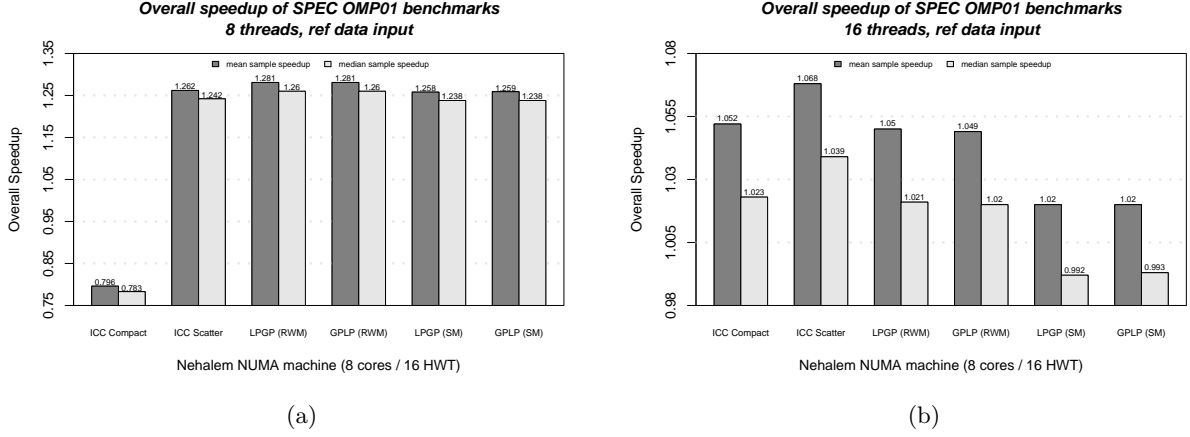 Overall speedup of SPEC OMP01 benchmarks
8 threads, ref data input
Overall Speedup
1.35
1.25
1.15
1.05
0.95
0.85
0.75
mean sample speedup
median sample speedup
0.796
0.783
1.262
1.242
1.281
1.26
1.281
1.26
1.258
1.238
1.259
1.238
ICC Compact
ICC Scatter
LPGP (RWM)
GPLP (RWM)
LPGP (SM)
GPLP (SM)
Nehalem NUMA machine (8 cores / 16 HWT)
(a)
Overall speedup of SPEC OMP01 benchmarks
16 threads, ref data input
Overall Speedup
1.08
1.055
1.03
1.005
0.98
mean sample speedup
median sample speedup
1.052
1.023
1.068
1.039
1.05
1.021
1.049
1.02
1.02
0.992
1.02
0.993
ICC Compact
ICC Scatter
LPGP (RWM)
GPLP (RWM)
LPGP (SM)
GPLP (SM)
Nehalem NUMA machine (8 cores / 16 HWT)
(b)